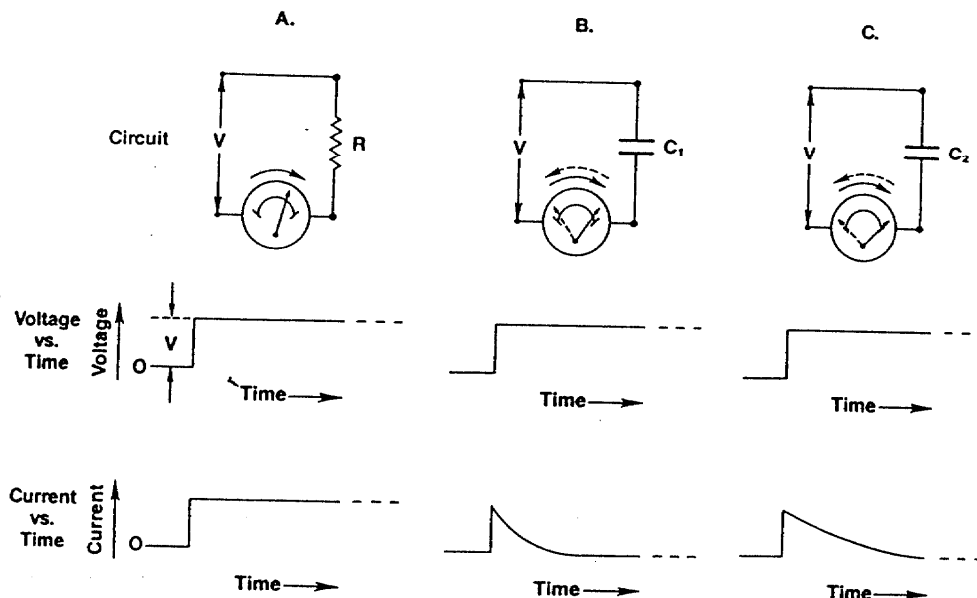 A.
B.
C.
Circuit
V
R
V
C₁
V
C₂
Voltage
vs.
Time
Voltage
V
O
Time
Time
Time
Current
vs.
Time
Current
O
Time
Time
Time